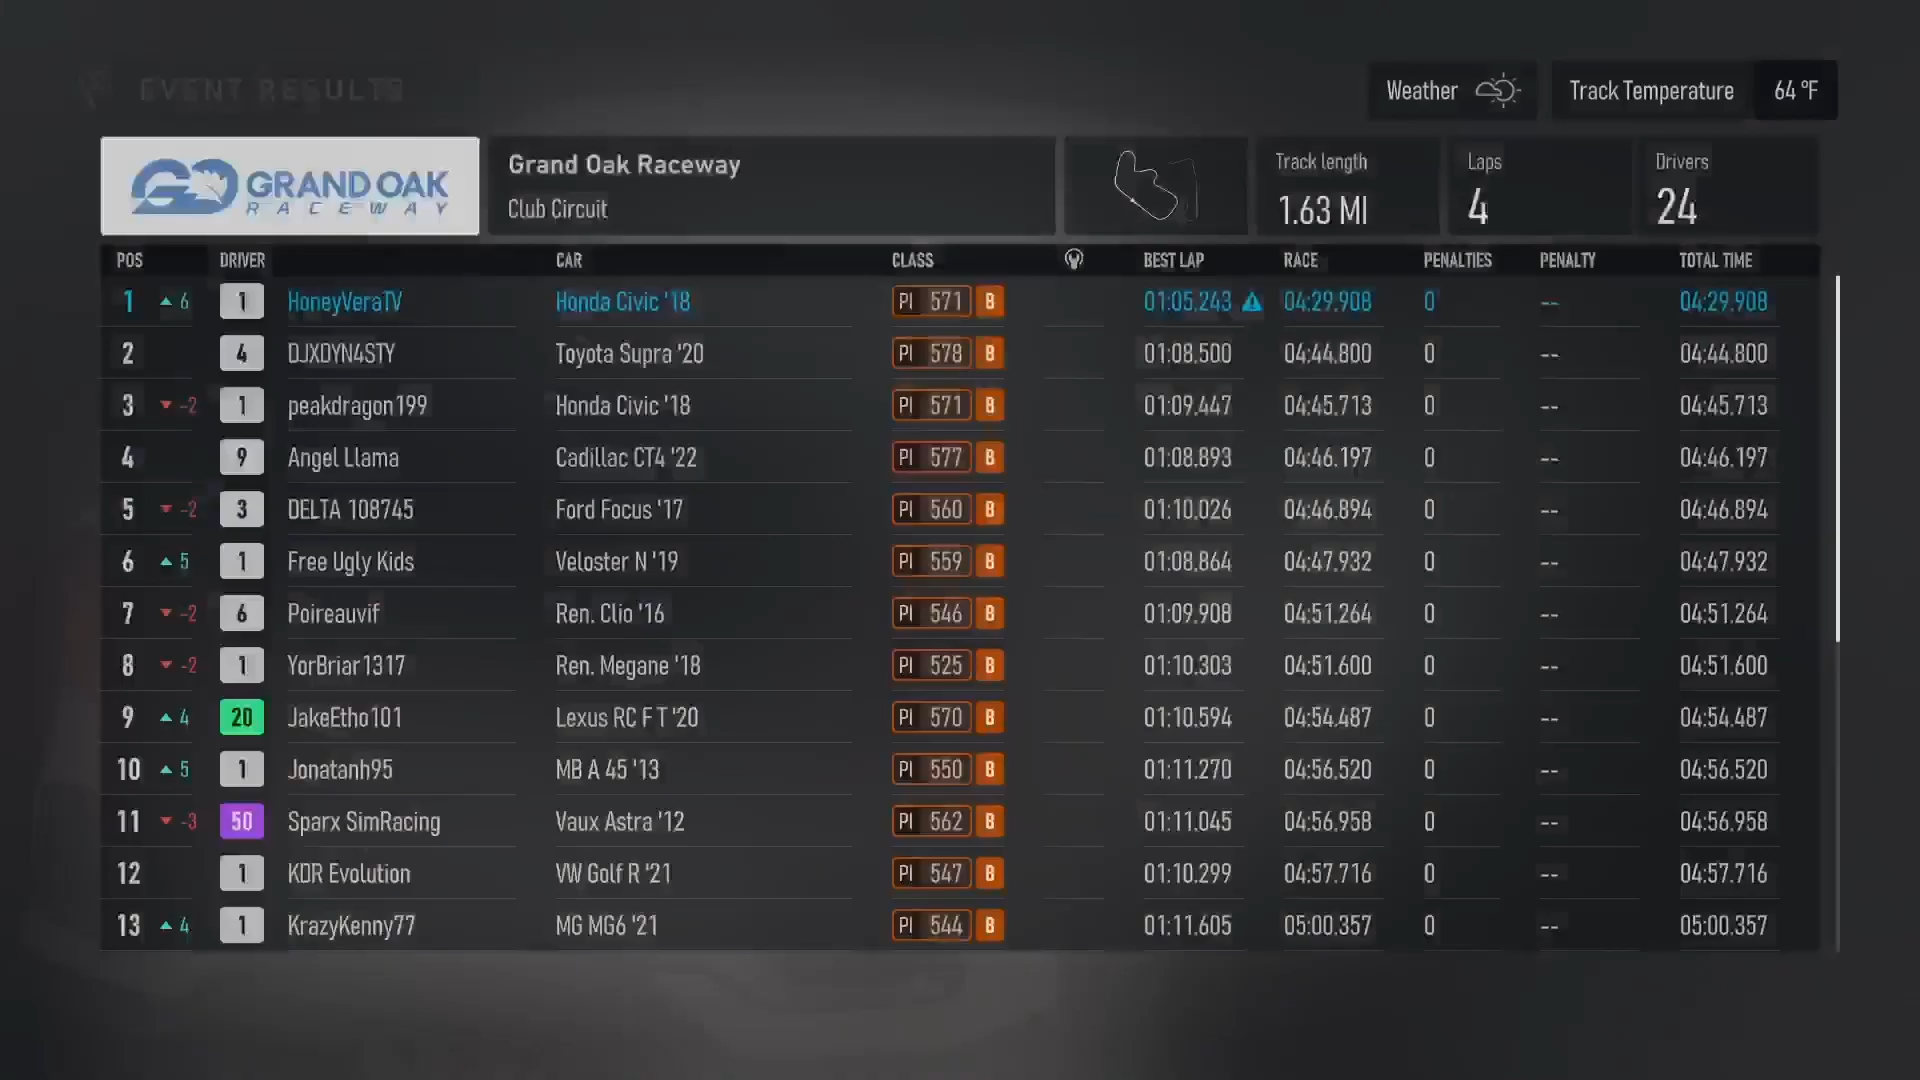 EVENT RESULTS
Weather Track Temperature 64 °F
GRAND OAK
RACEWAY
Grand Oak Raceway
Club Circuit
Track length
1.63 MI
Laps
4
Drivers
24
POS DRIVER CAR CLASS BEST LAP RACE PENALTIES PENALTY TOTAL TIME
1 ▲ 6 1 HoneyVeraTV Honda Civic '18 PI 571 B 01:05.243 04:29.908 0 -- 04:29.908
2 4 DJXDYN4STY Toyota Supra '20 PI 578 B 01:08.500 04:44.800 0 -- 04:44.800
3 ▼ -2 1 peakdragon199 Honda Civic '18 PI 571 B 01:09.447 04:45.713 0 -- 04:45.713
4 9 Angel Llama Cadillac CT4 '22 PI 577 B 01:08.893 04:46.197 0 -- 04:46.197
5 ▼ -2 3 DELTA 108745 Ford Focus '17 PI 560 B 01:10.026 04:46.894 0 -- 04:46.894
6 ▲ 5 1 Free Ugly Kids Veloster N '19 PI 559 B 01:08.864 04:47.932 0 -- 04:47.932
7 ▼ -2 6 Poireauvif Ren. Clio '16 PI 546 B 01:09.908 04:51.264 0 -- 04:51.264
8 ▼ -2 1 YorBriar1317 Ren. Megane '18 PI 525 B 01:10.303 04:51.600 0 -- 04:51.600
9 ▲ 4 20 JakeEtho101 Lexus RC F T '20 PI 570 B 01:10.594 04:54.487 0 -- 04:54.487
10 ▲ 5 1 Jonatanh95 MB A 45 '13 PI 550 B 01:11.270 04:56.520 0 -- 04:56.520
11 ▼ -3 50 Sparx SimRacing Vaux Astra '12 PI 562 B 01:11.045 04:56.958 0 -- 04:56.958
12 1 KDR Evolution VW Golf R '21 PI 547 B 01:10.299 04:57.716 0 -- 04:57.716
13 ▲ 4 1 KrazyKenny77 MG MG6 '21 PI 544 B 01:11.605 05:00.357 0 -- 05:00.357